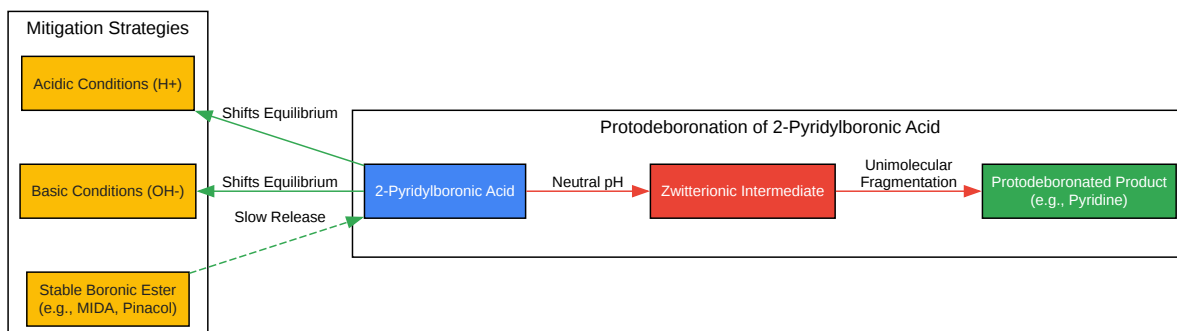 Mitigation Strategies
Acidic Conditions (H+)
Shifts Equilibrium
Protodeboronation of 2-Pyridylboronic Acid
Basic Conditions (OH-)
Shifts Equilibrium
2-Pyridylboronic Acid
Neutral pH
Zwitterionic Intermediate
Unimolecular
Fragmentation
Protodeboronated Product
(e.g., Pyridine)
Slow Release
Stable Boronic Ester
(e.g., MIDA, Pinacol)